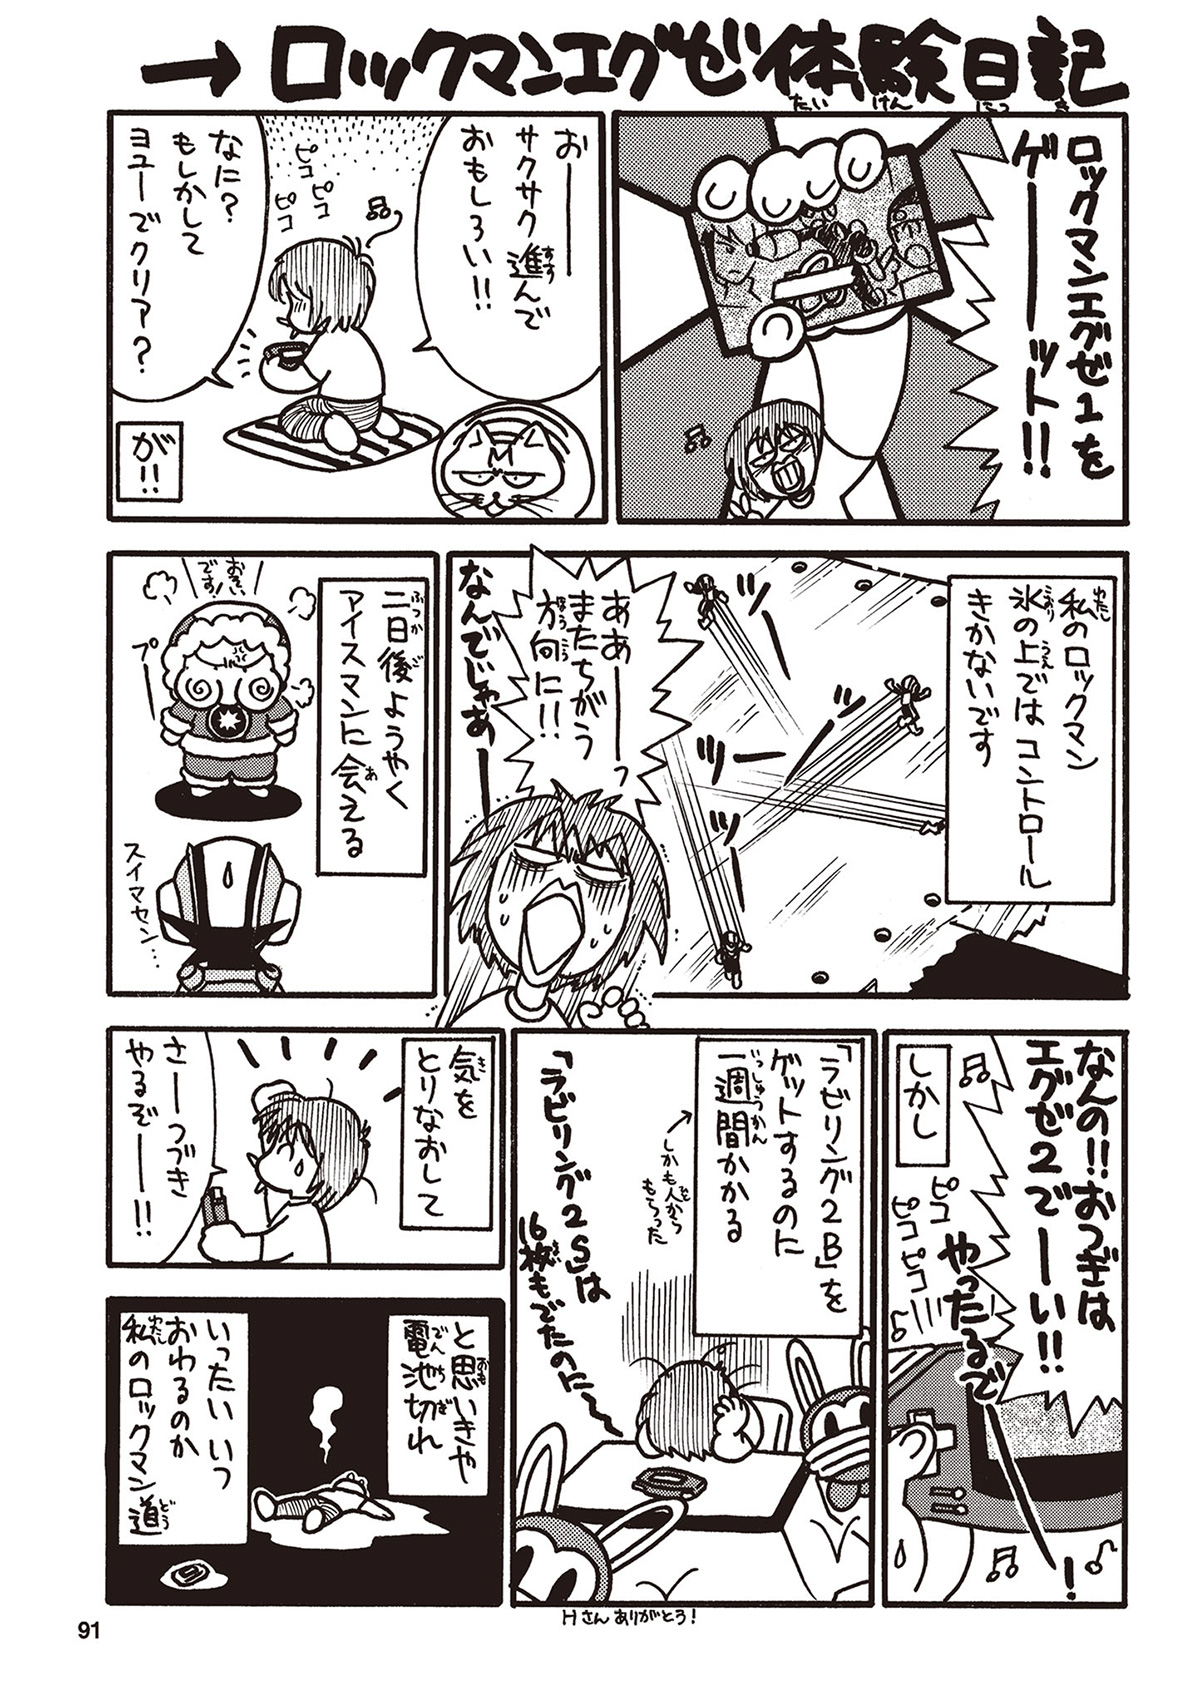 →ロックマンエグゼ体験日記
たいけんにっき
ロックマンエグゼ1を
ゲーーット!!
おーー
サクサク進んで
おもしろい!!
ピコ
ピコ
ピコ
なに?
もしかして
ヨユーでクリア?
が!!
私のロックマン
氷の上ではコントロール
きかないです
ツー
ツー
ツー
ああーーっ
またちがう
方向に!!
なんでじゃあーー
二日後ようやく
アイスマンに会える
おそい
です!
プー
スイマセン…
なんの!!おつぎは
エグゼ2でーーい!!
やったるでーー!
ピコ
ピコピコ
しかし
「ラビリング2B」を
ゲットするのに
一週間かかる
しかも人から
もらった
「ラビリング2S」は
16枚もでたのに〜
Hさんありがとう!
気を
とりなおして
さーつづき
やるぞーー!!
と思いきや
電池切れ
いったいいつ
おわるのか
私のロックマン道
91